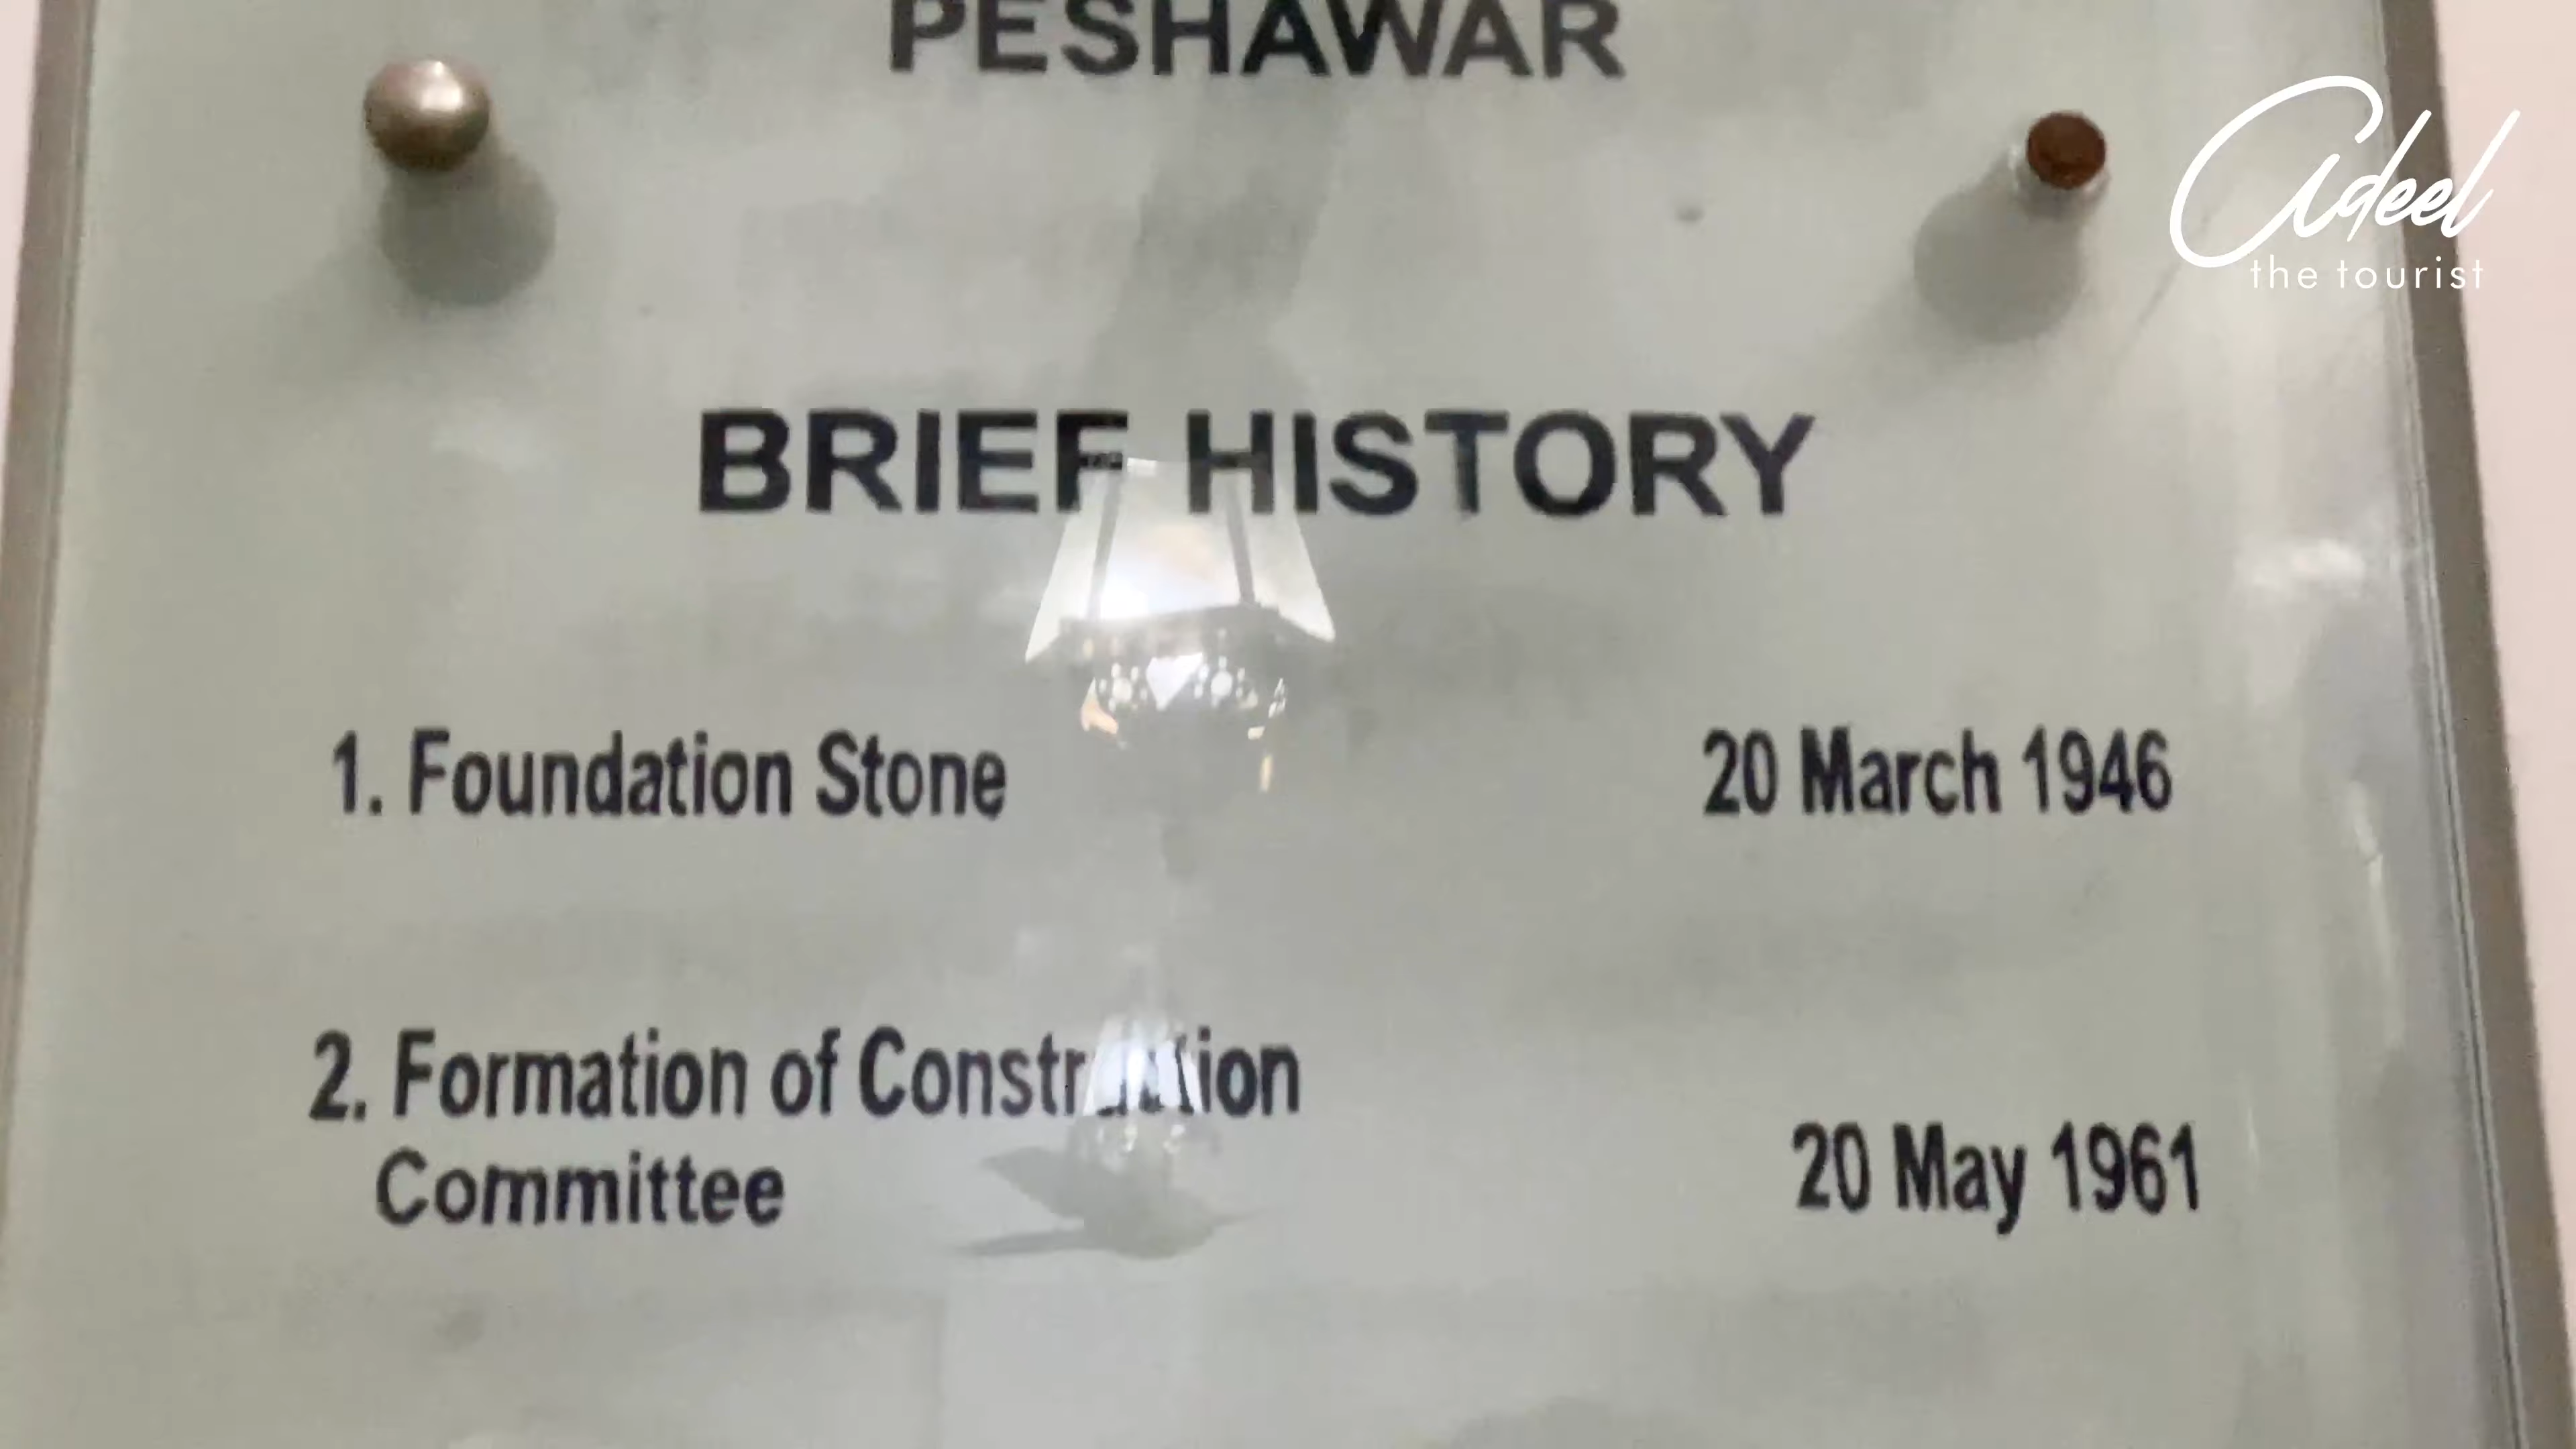 PESHAWAR
Adeel
the tourist
BRIEF HISTORY
1. Foundation Stone 20 March 1946
2. Formation of Construction
Committee 20 May 1961